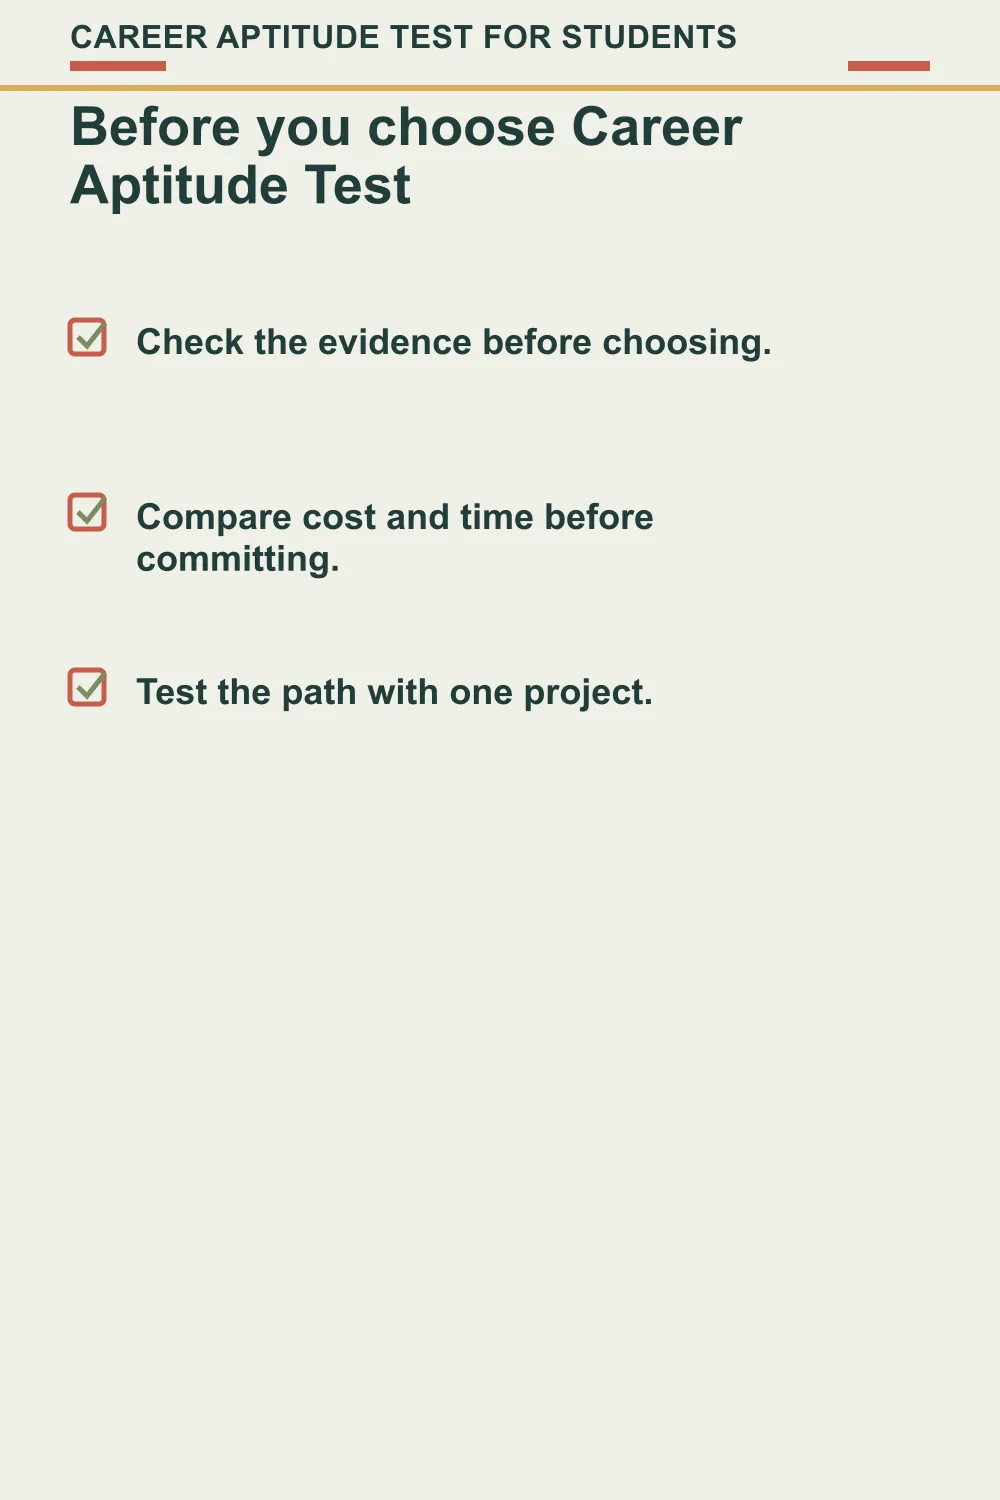 CAREER APTITUDE TEST FOR STUDENTS
Before you choose Career
Aptitude Test
Check the evidence before choosing.
Compare cost and time before
committing.
Test the path with one project.